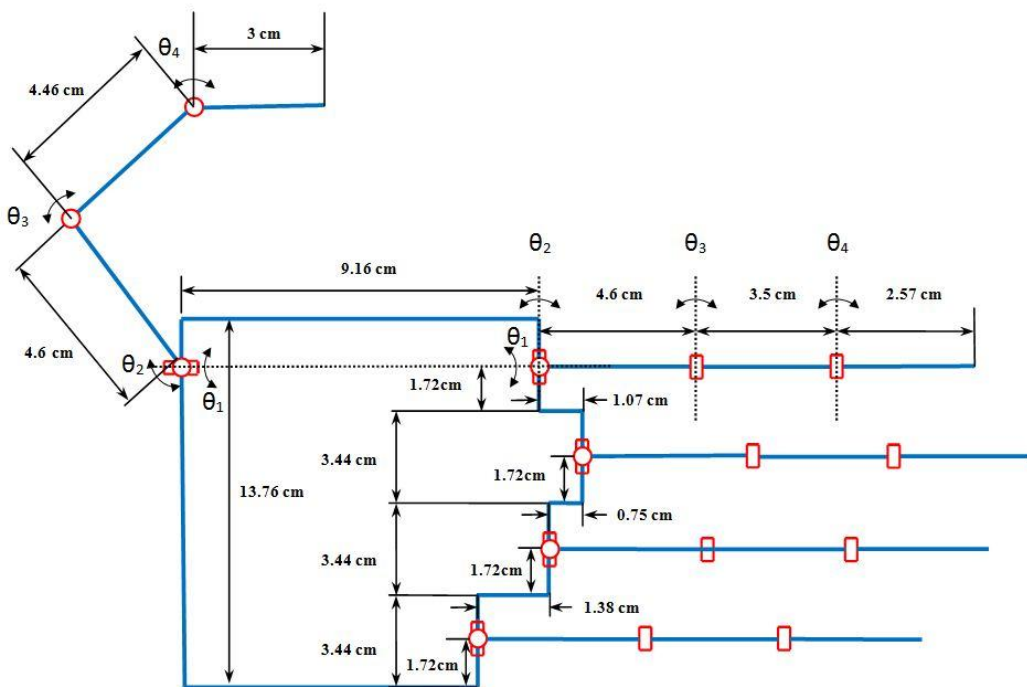 3 cm
θ4
4.46 cm
θ3
4.6 cm
θ2
θ1
9.16 cm
θ2
θ3
θ4
4.6 cm
3.5 cm
2.57 cm
θ1
1.72cm
1.07 cm
3.44 cm
1.72cm
13.76 cm
0.75 cm
3.44 cm
1.72cm
1.38 cm
3.44 cm
1.72cm